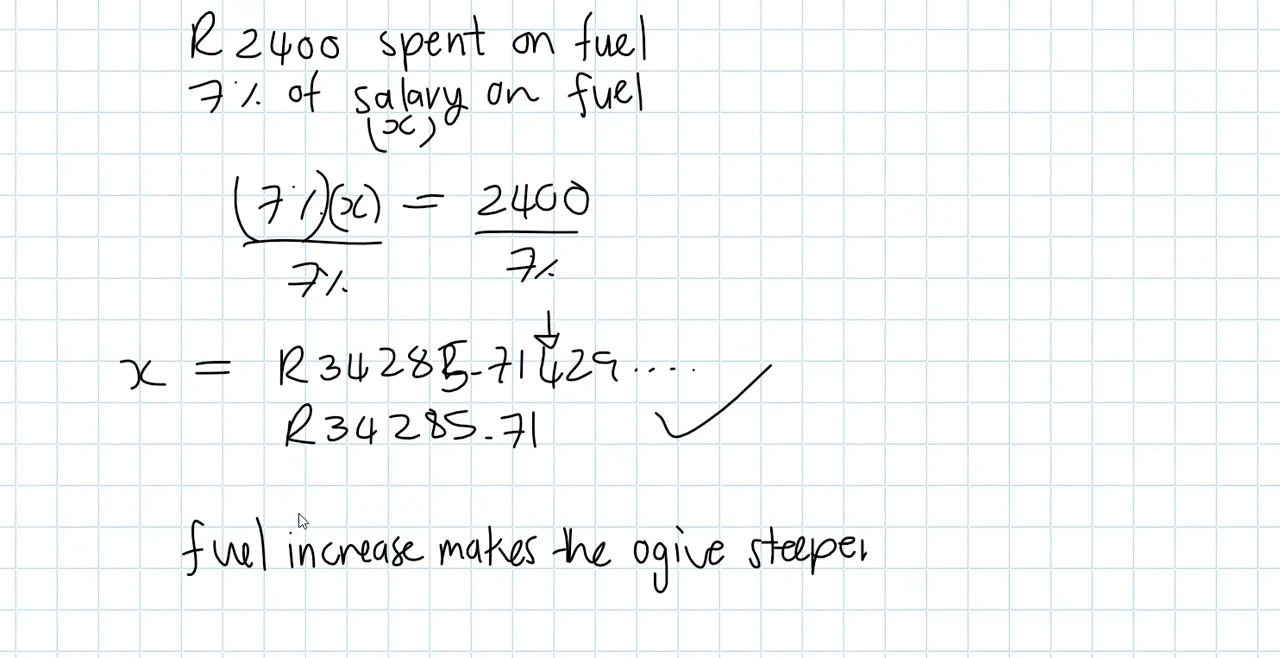 R2400 spent on fuel
7% of salary on fuel
(x)
(7%)(x) = 2400
7% 7%
x = R34285.71429....
R34285.71
fuel increase makes the ogive steeper